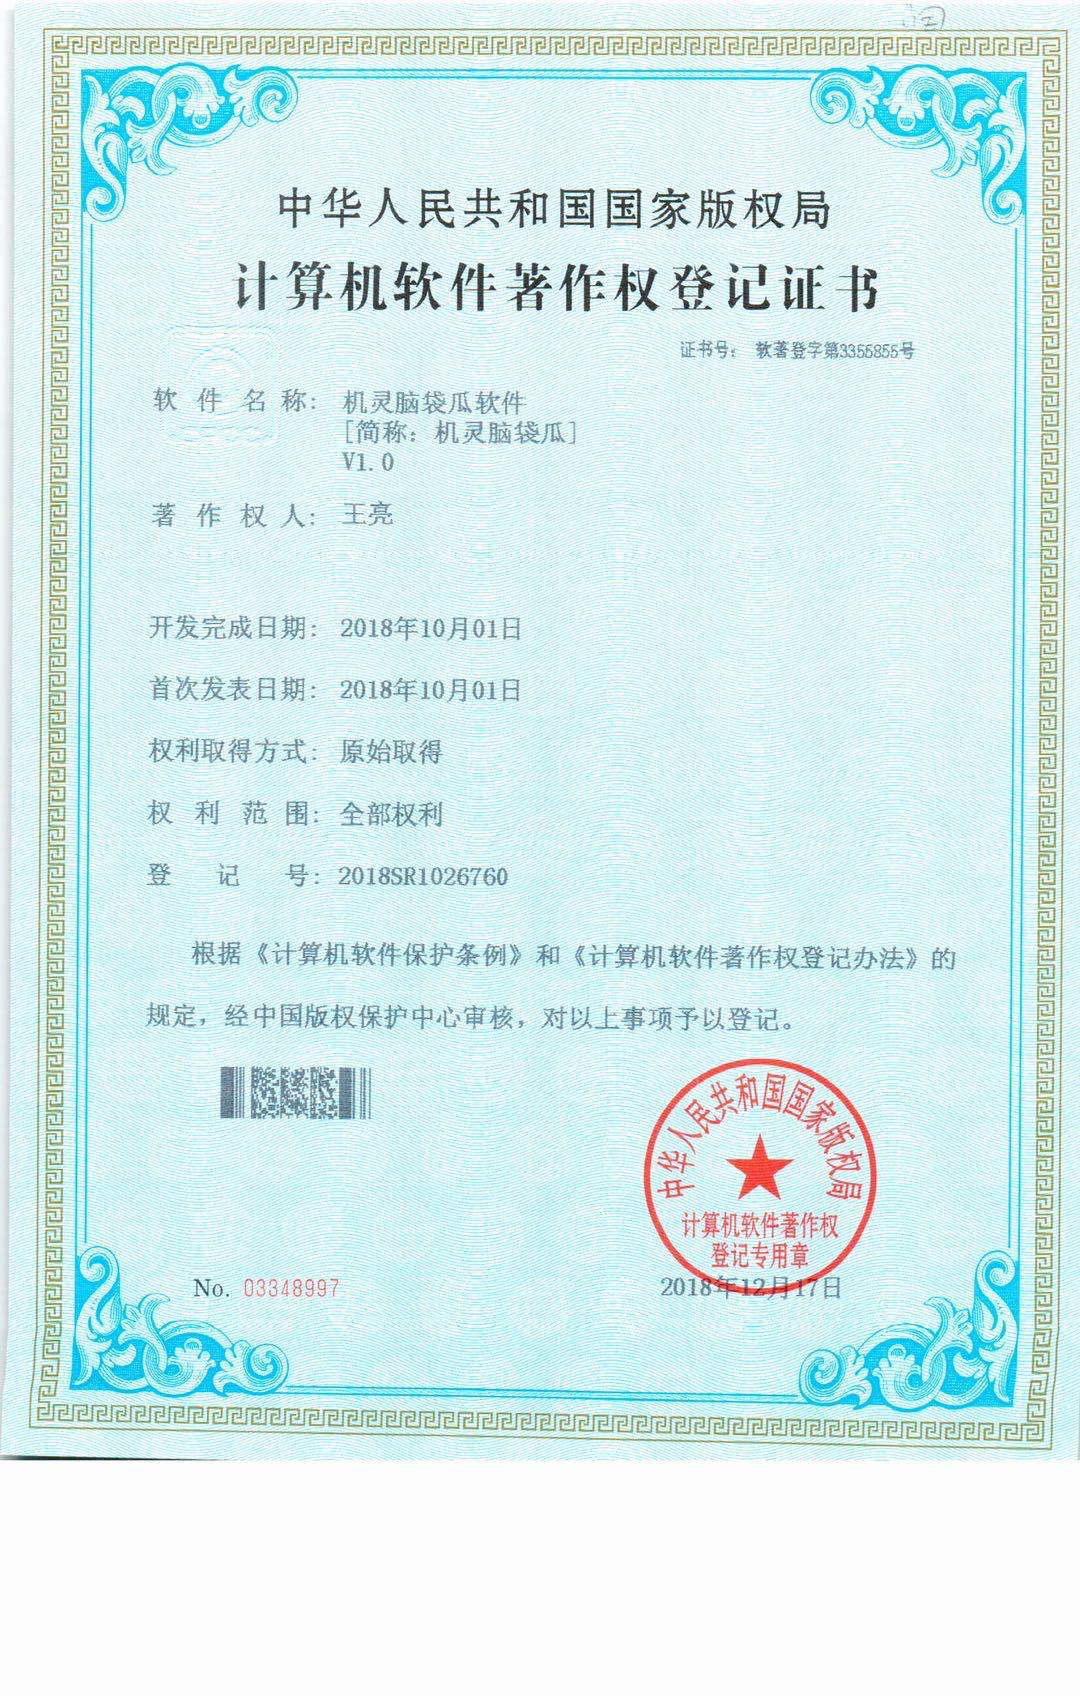 中华人民共和国国家版权局
计算机软件著作权登记证书
证书号： 软著登字第3355855号
软件名称： 机灵脑袋瓜软件
[简称：机灵脑袋瓜]
V1.0
著作权人： 王亮
开发完成日期： 2018年10月01日
首次发表日期： 2018年10月01日
权利取得方式： 原始取得
权利范围： 全部权利
登记号： 2018SR1026760
根据《计算机软件保护条例》和《计算机软件著作权登记办法》的
规定，经中国版权保护中心审核，对以上事项予以登记。
中华人民共和国国家版权局
计算机软件著作权
登记专用章
No. 03348997
2018年12月17日